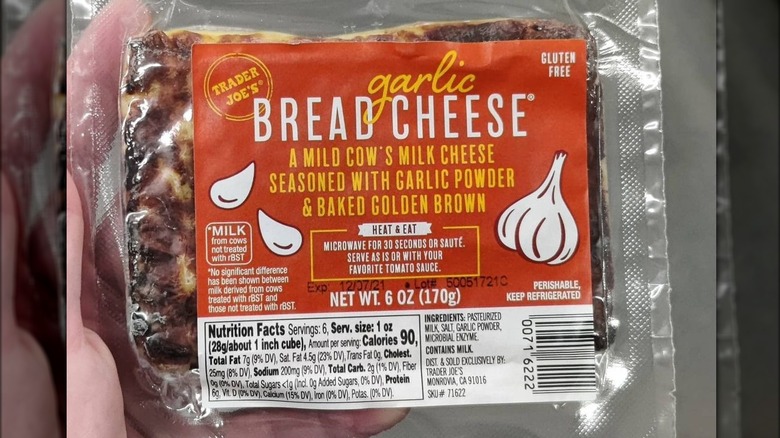 TRADER JOE'S®
GLUTEN FREE
garlic
BREAD CHEESE®
A MILD COW'S MILK CHEESE
SEASONED WITH GARLIC POWDER
& BAKED GOLDEN BROWN
HEAT & EAT
MICROWAVE FOR 30 SECONDS OR SAUTÉ.
SERVE AS IS OR WITH YOUR
FAVORITE TOMATO SAUCE.
*MILK
from cows
not treated
with rBST
*No significant difference
has been shown between
milk derived from cows
treated with rBST and
those not treated with rBST.
Exp. 12/07/21 Lot# 50051721C
NET WT. 6 OZ (170g)
PERISHABLE,
KEEP REFRIGERATED
Nutrition Facts Servings: 6, Serv. size: 1 oz
(28g/about 1 inch cube), Amount per serving: Calories 90,
Total Fat 7g (9% DV), Sat. Fat 4.5g (23% DV), Trans Fat 0g, Cholest.
25mg (8% DV), Sodium 200mg (9% DV), Total Carb. 2g (1% DV), Fiber
0g (0% DV), Total Sugars <1g (Incl. 0g Added Sugars, 0% DV), Protein
6g, Vit. D (0% DV), Calcium (15% DV), Iron (0% DV), Potas. (0% DV).
INGREDIENTS: PASTEURIZED
MILK, SALT, GARLIC POWDER,
MICROBIAL ENZYME.
CONTAINS MILK.
DIST. & SOLD EXCLUSIVELY BY:
TRADER JOE'S
MONROVIA, CA 91016
SKU# 71622
0071 6222